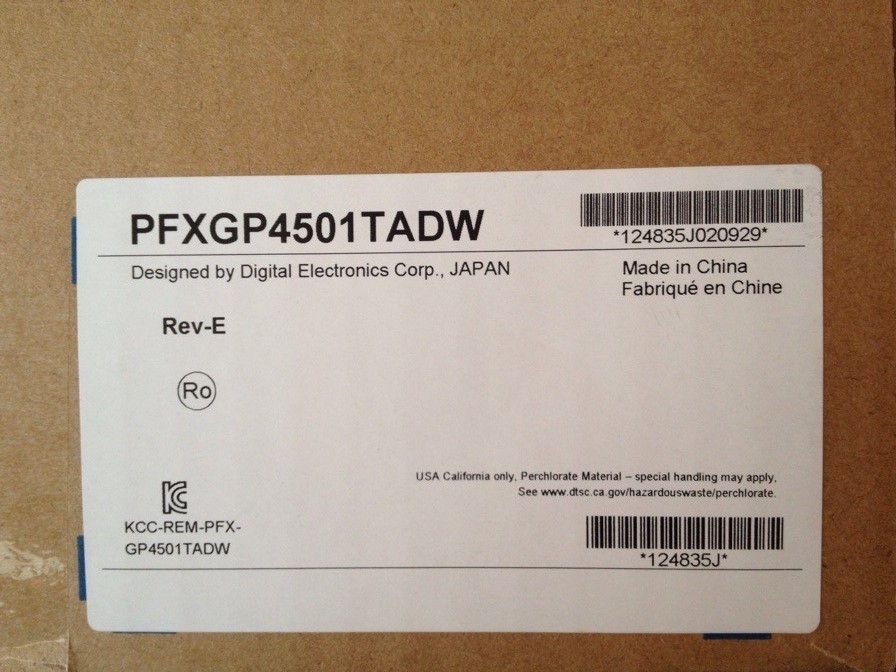 PFXGP4501TADW
*124835J020929*
Designed by Digital Electronics Corp., JAPAN
Made in China
Fabriqué en Chine
Rev-E
Ro
USA California only, Perchlorate Material – special handling may apply,
See www.dtsc.ca.gov/hazardouswaste/perchlorate.
KC
KCC-REM-PFX-
GP4501TADW
*124835J*